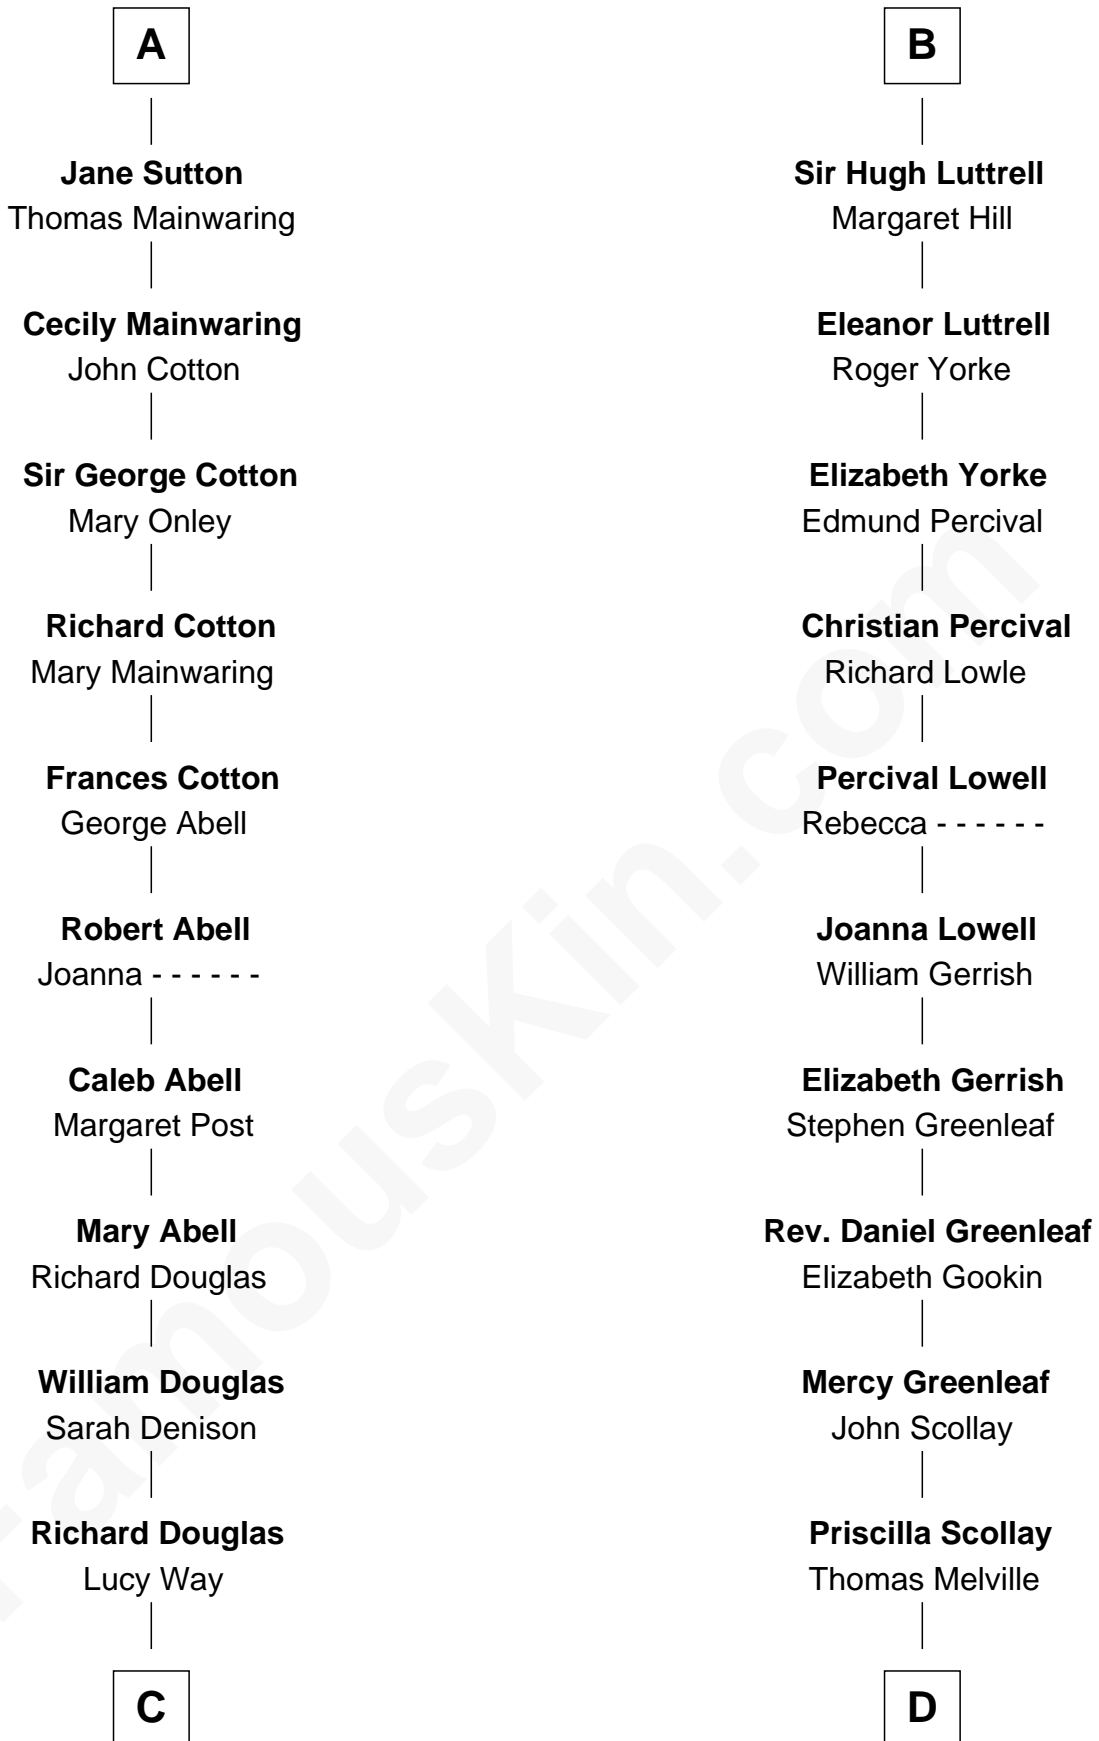 A
Jane Sutton
Thomas Mainwaring
Cecily Mainwaring
John Cotton
Sir George Cotton
Mary Onley
Richard Cotton
Mary Mainwaring
Frances Cotton
George Abell
Robert Abell
Joanna - - - - - -
Caleb Abell
Margaret Post
Mary Abell
Richard Douglas
William Douglas
Sarah Denison
Richard Douglas
Lucy Way
C
B
Sir Hugh Luttrell
Margaret Hill
Eleanor Luttrell
Roger Yorke
Elizabeth Yorke
Edmund Percival
Christian Percival
Richard Lowle
Percival Lowell
Rebecca - - - - - -
Joanna Lowell
William Gerrish
Elizabeth Gerrish
Stephen Greenleaf
Rev. Daniel Greenleaf
Elizabeth Gookin
Mercy Greenleaf
John Scollay
Priscilla Scollay
Thomas Melville
D
FamousKin.com